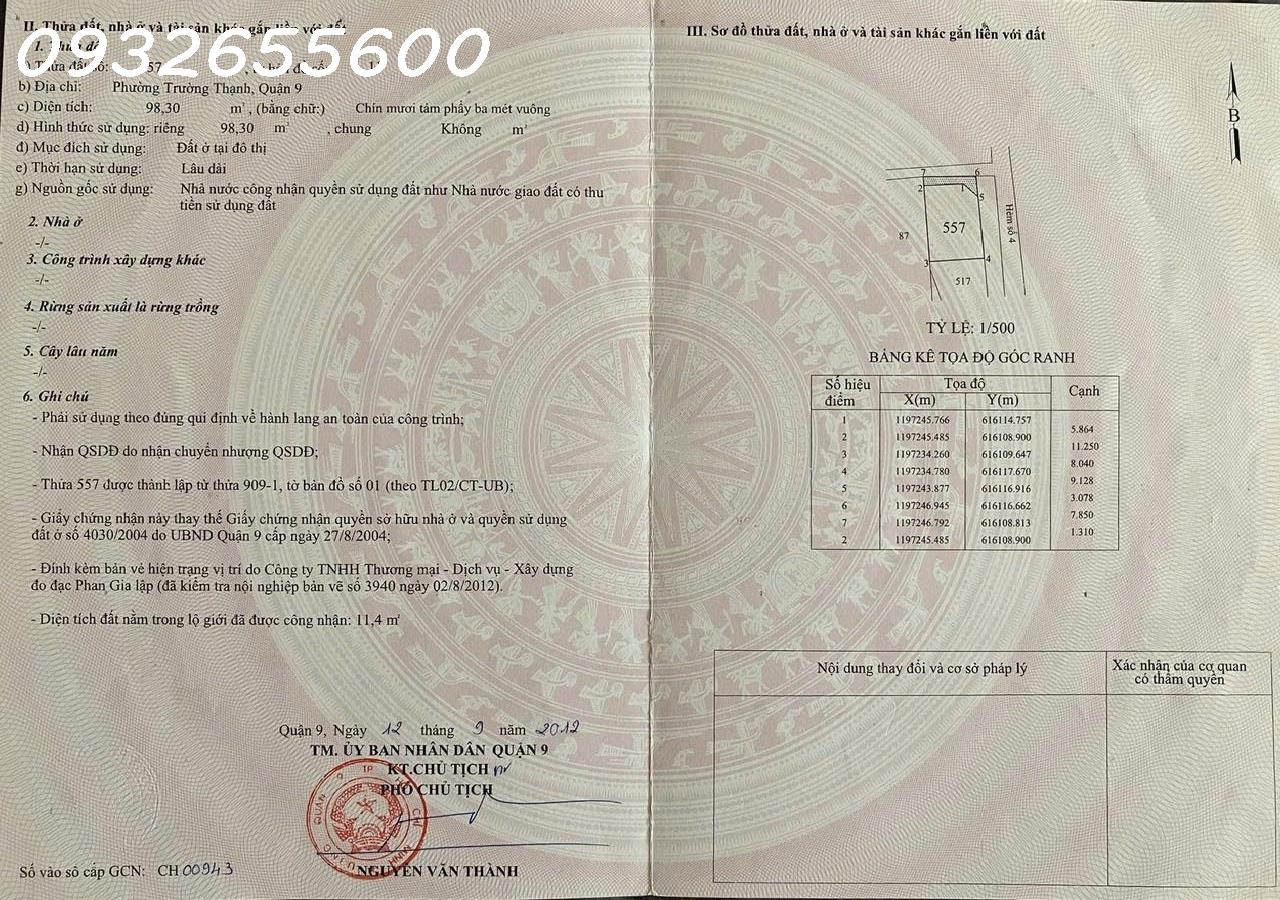 II. Thửa đất, nhà ở và tài sản khác gắn liền với đất
0932655600
1. Thửa đất
57
b) Địa chỉ: Phường Trường Thạnh, Quận 9
c) Diện tích: 98,30 m², (bằng chữ:) Chín mươi tám phẩy ba mét vuông
d) Hình thức sử dụng: riêng 98,30 m², chung Không m²
đ) Mục đích sử dụng: Đất ở tại đô thị
e) Thời hạn sử dụng: Lâu dài
g) Nguồn gốc sử dụng: Nhà nước công nhận quyền sử dụng đất như Nhà nước giao đất có thu
tiền sử dụng đất
2. Nhà ở
-/-
3. Công trình xây dựng khác
-/-
4. Rừng sản xuất là rừng trồng
-/-
5. Cây lâu năm
-/-
6. Ghi chú
- Phải sử dụng theo đúng qui định về hành lang an toàn của công trình;
- Nhận QSDĐ do nhận chuyển nhượng QSDĐ;
- Thửa 557 được thành lập từ thửa 909-1, tờ bản đồ số 01 (theo TL02/CT-UB);
- Giấy chứng nhận này thay thế Giấy chứng nhận quyền sở hữu nhà ở và quyền sử dụng
đất ở số 4030/2004 do UBND Quận 9 cấp ngày 27/8/2004;
- Đính kèm bản vẽ hiện trạng vị trí do Công ty TNHH Thương mại - Dịch vụ - Xây dựng
đo đạc Phan Gia lập (đã kiểm tra nội nghiệp bản vẽ số 3940 ngày 02/8/2012).
- Diện tích đất nằm trong lộ giới đã được công nhận: 11,4 m²
Quận 9, Ngày 12 tháng 9 năm 2012
TM. ỦY BAN NHÂN DÂN QUẬN 9
KT.CHỦ TỊCH
PHÓ CHỦ TỊCH
NGUYỄN VĂN THÀNH
Số vào sổ cấp GCN: CH 00943
III. Sơ đồ thửa đất, nhà ở và tài sản khác gắn liền với đất
B
7 6
2 1 5
557
87
3 4
517
Hẻm số 4
TỶ LỆ: 1/500
BẢNG KÊ TỌA ĐỘ GÓC RANH
Số hiệu điểm Tọa độ Cạnh
X(m) Y(m)
1 1197245.766 616114.757
5.864
2 1197245.485 616108.900
11.250
3 1197234.260 616109.647
8.040
4 1197234.780 616117.670
9.128
5 1197243.877 616116.916
3.078
6 1197246.945 616116.662
7.850
7 1197246.792 616108.813
1.310
2 1197245.485 616108.900
Nội dung thay đổi và cơ sở pháp lý
Xác nhận của cơ quan
có thẩm quyền